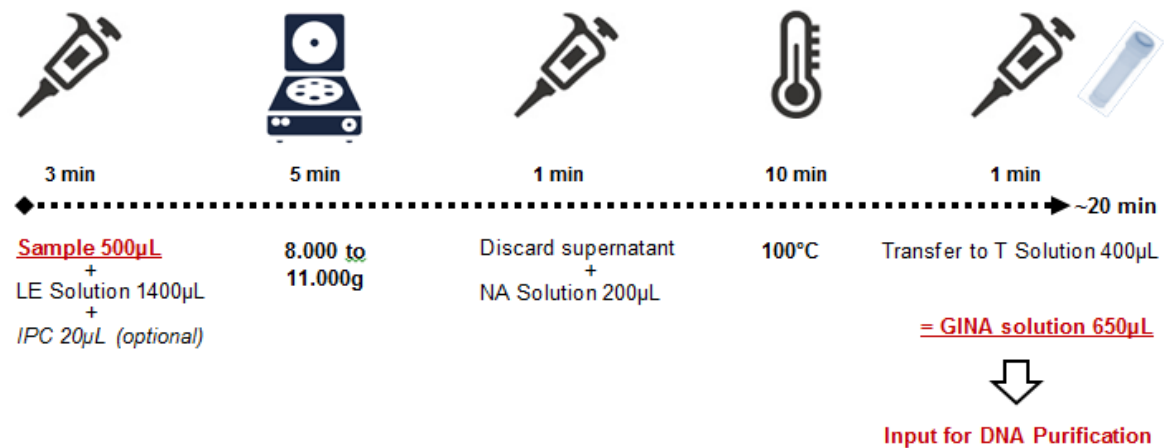 3 min
5 min
1 min
10 min
1 min
~20 min
Sample 500µL
+
LE Solution 1400µL
+
IPC 20µL (optional)
8.000 to
11.000g
Discard supernatant
+
NA Solution 200µL
100°C
Transfer to T Solution 400µL
= GINA solution 650µL
Input for DNA Purification